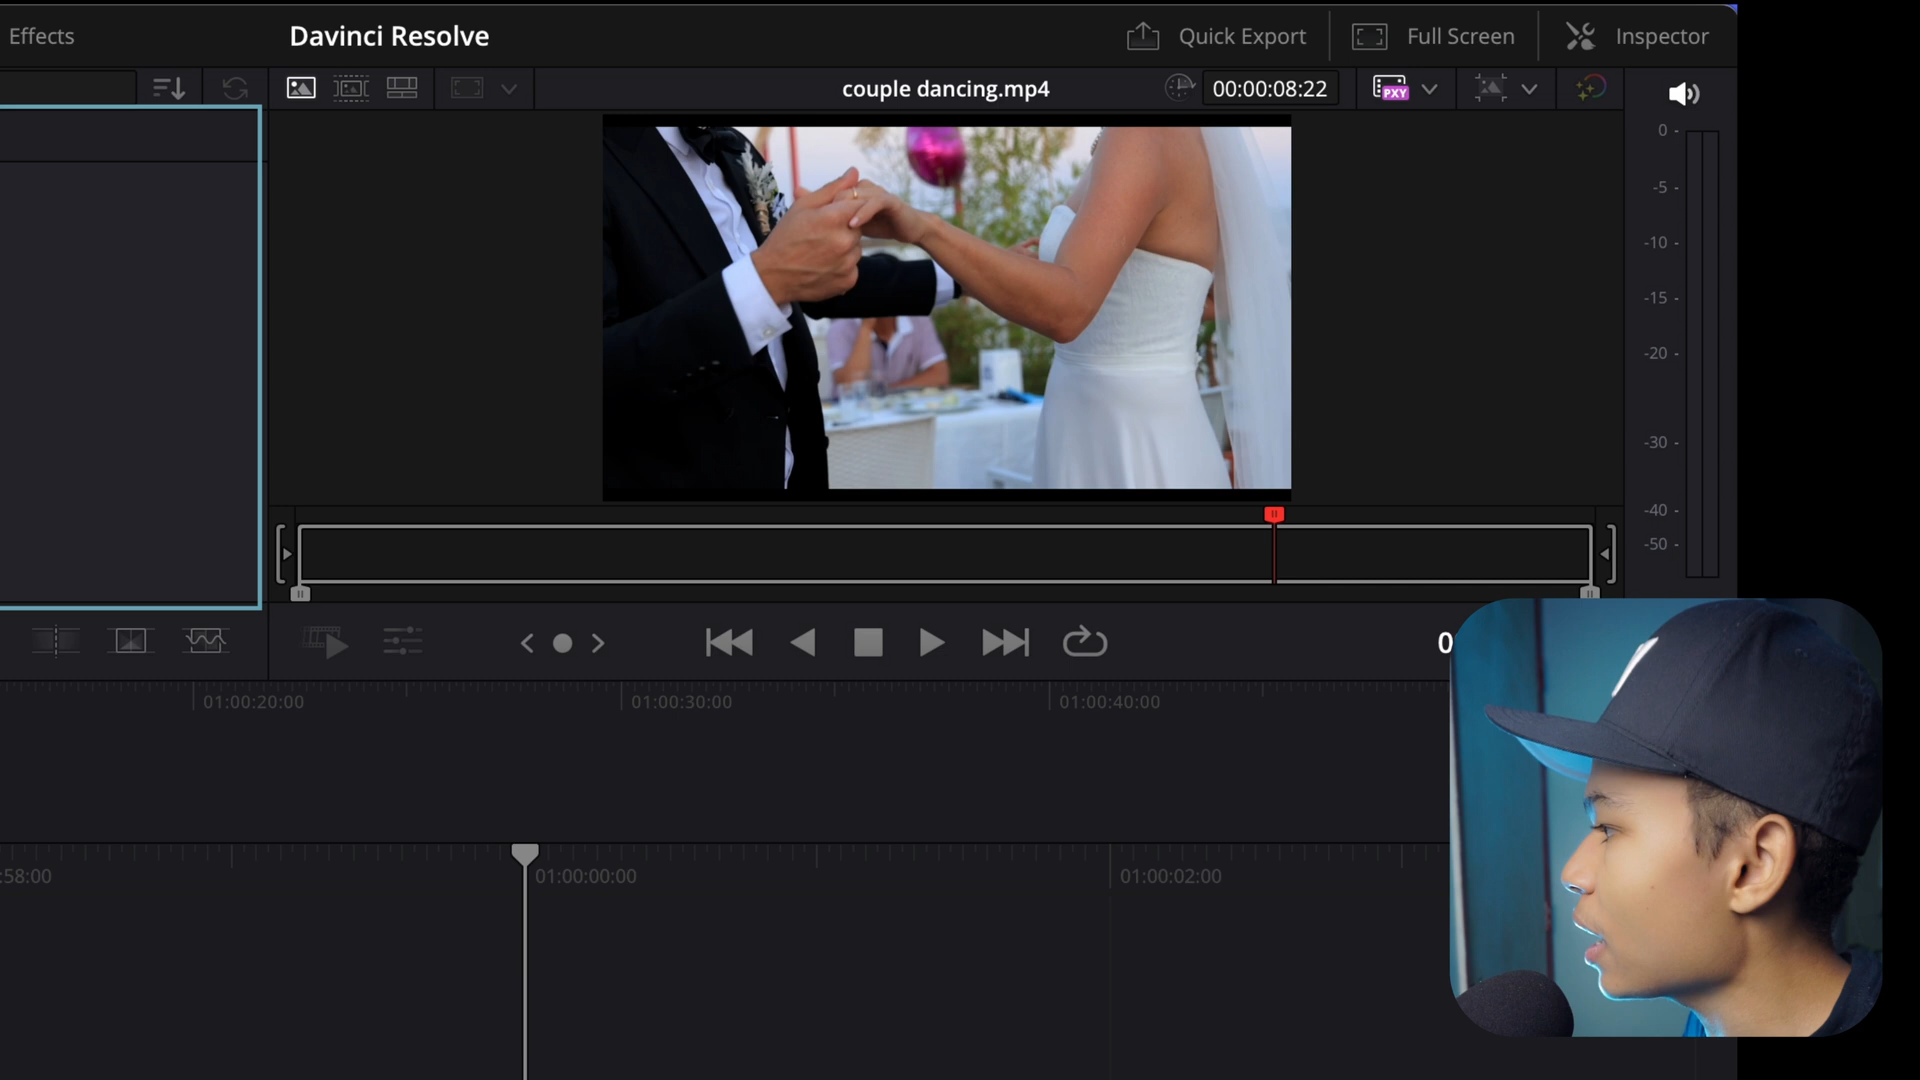 Effects
Davinci Resolve
Quick Export
Full Screen
Inspector
couple dancing.mp4
00:00:08:22
PXY
0
-5
-10
-15
-20
-30
-40
-50
0
01:00:20:00
01:00:30:00
01:00:40:00
:58:00
01:00:00:00
01:00:02:00